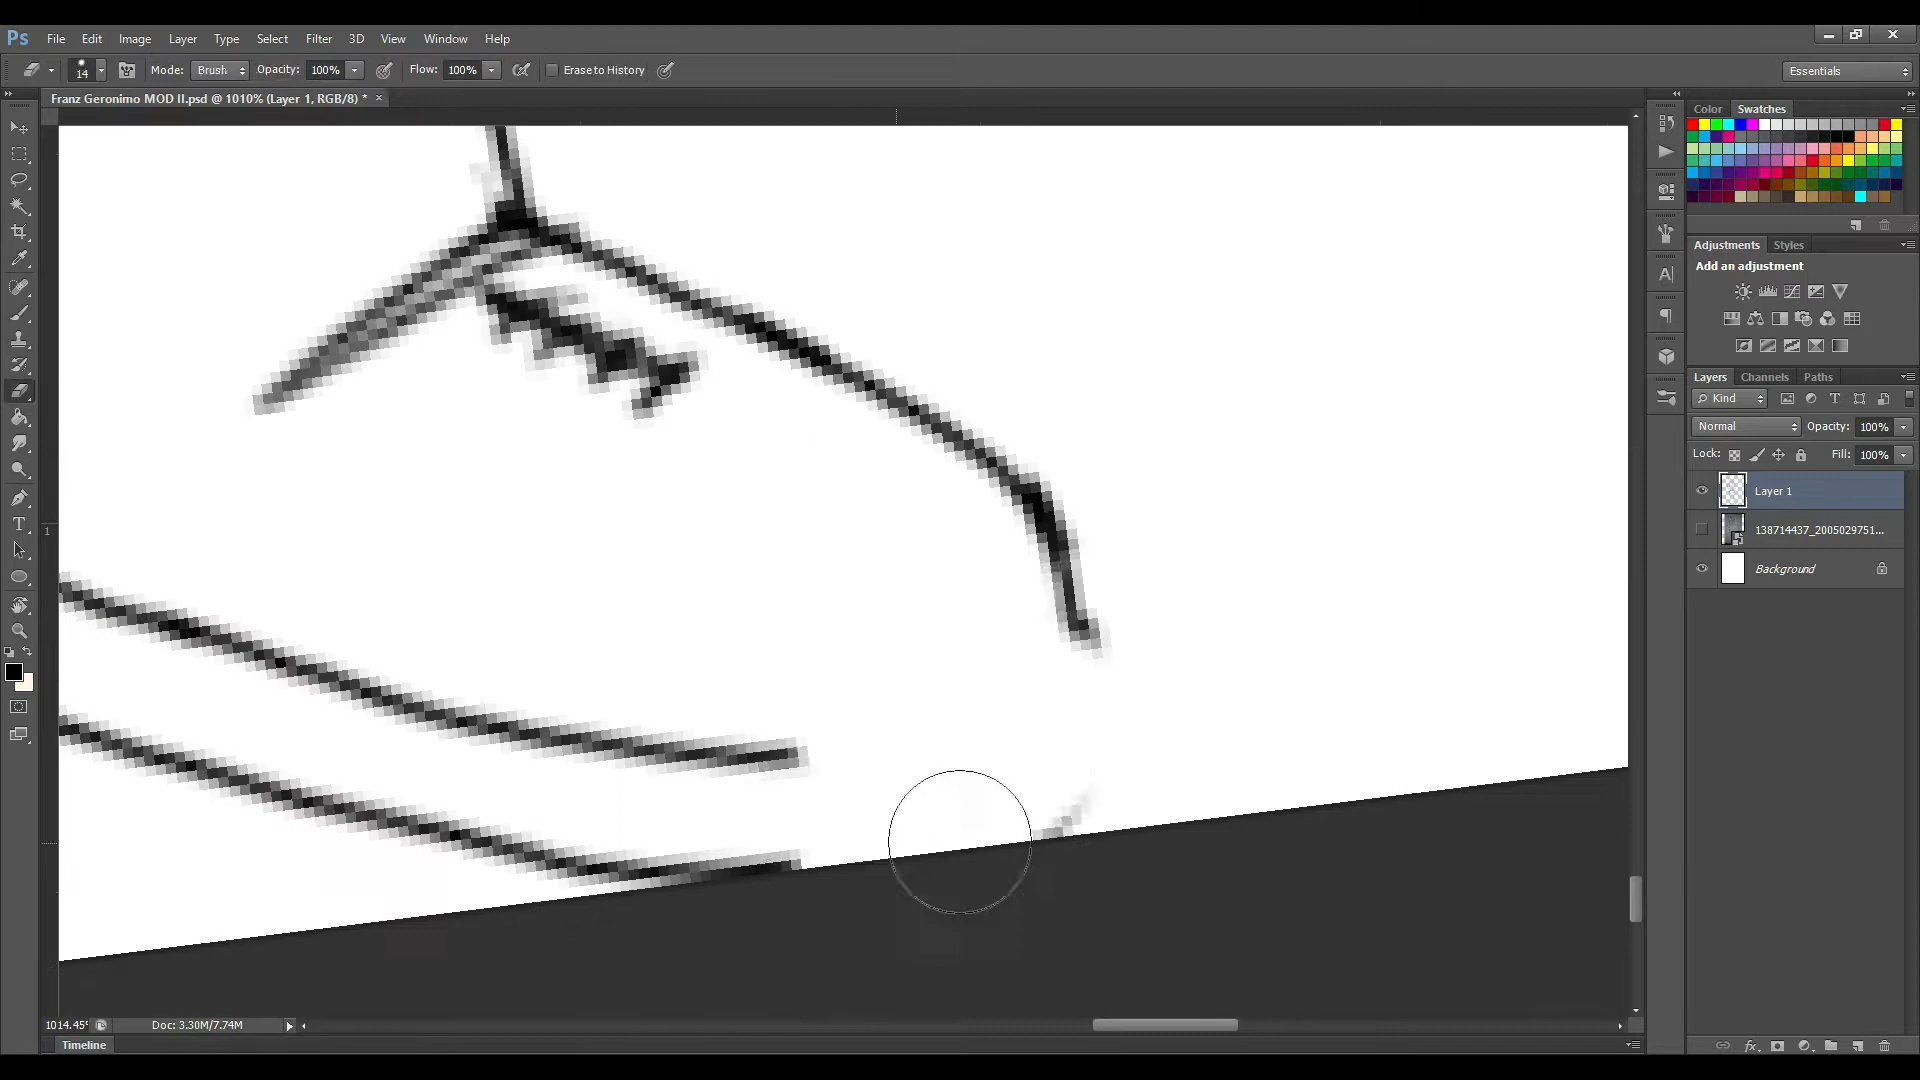 Ps File Edit Image Layer Type Select Filter 3D View Window Help
14 Mode: Brush Opacity: 100% Flow: 100% Erase to History Essentials
Franz Geronimo MOD II.psd @ 1010% (Layer 1, RGB/8) * ×
Color Swatches
Adjustments Styles
Add an adjustment
Layers Channels Paths
Kind
Normal Opacity: 100%
Lock: Fill: 100%
Layer 1
138714437_2005029751...
Background
1
1014.45° Doc: 3.30M/7.74M
Timeline